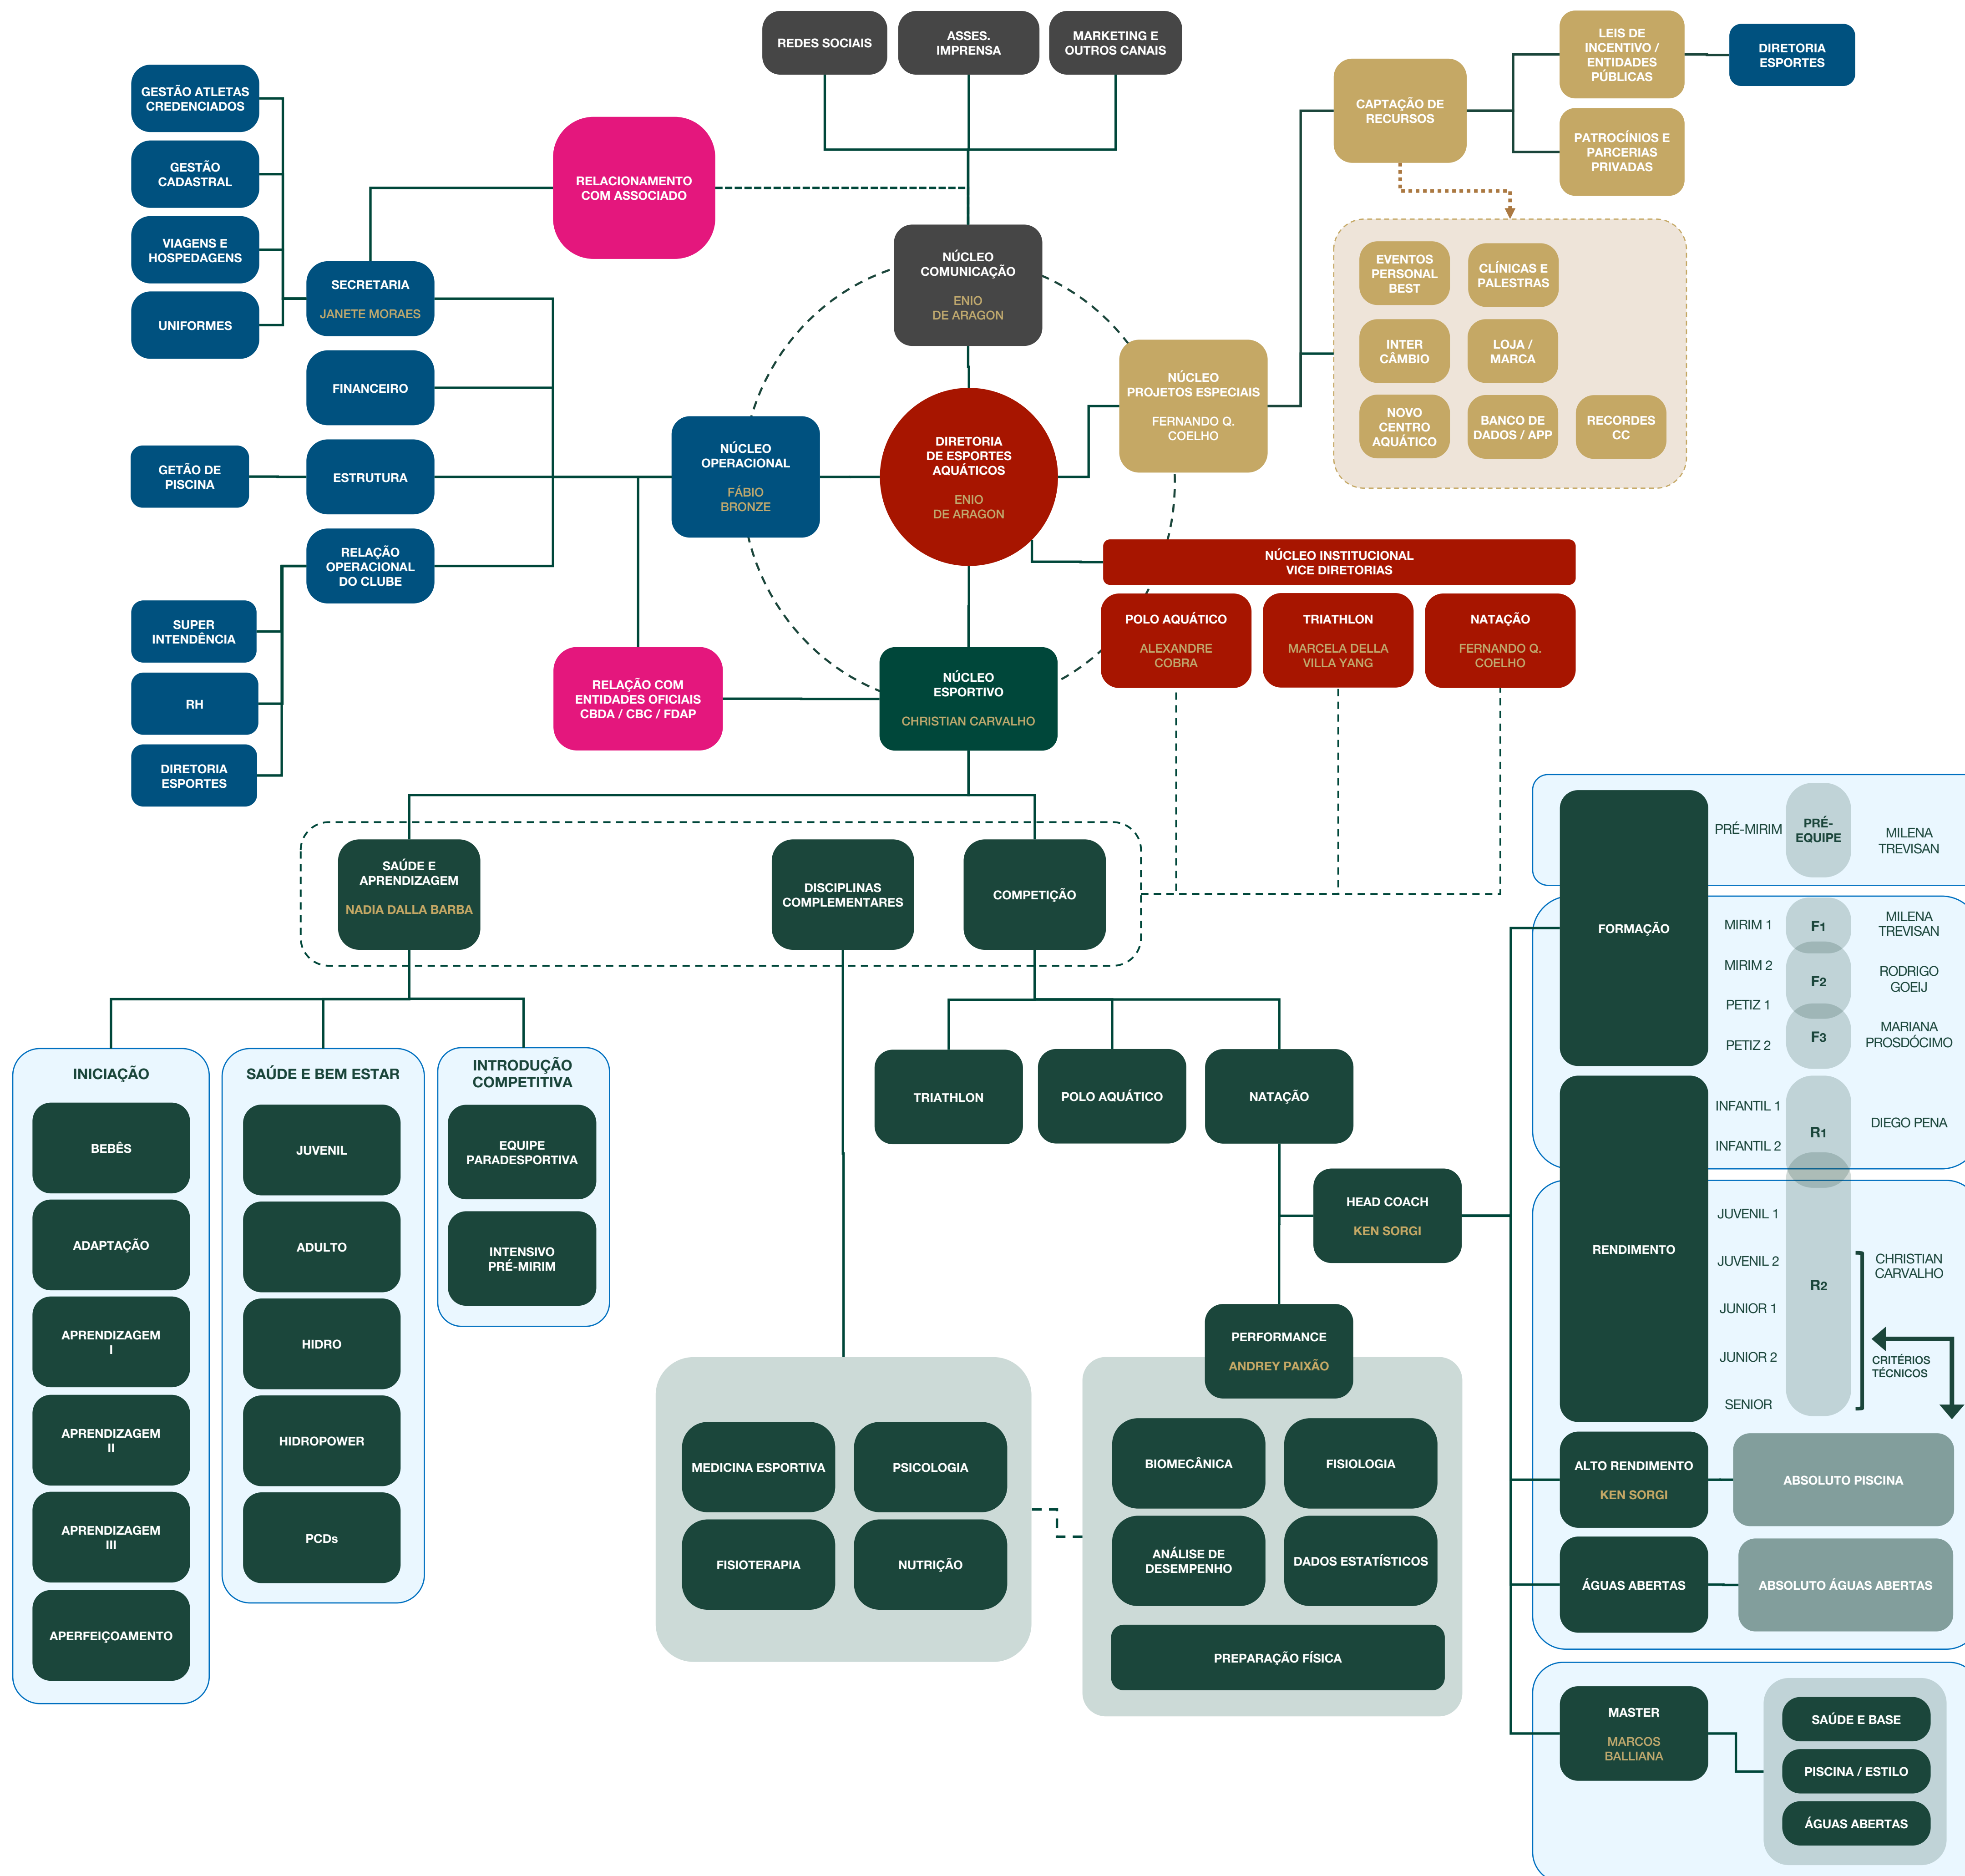 REDES SOCIAIS
ASSES.
IMPRENSA
MARKETING E
OUTROS CANAIS
LEIS DE
INCENTIVO /
ENTIDADES
PÚBLICAS
DIRETORIA
ESPORTES
CAPTAÇÃO DE
RECURSOS
PATROCÍNIOS E
PARCERIAS
PRIVADAS
GESTÃO ATLETAS
CREDENCIADOS
GESTÃO
CADASTRAL
VIAGENS E
HOSPEDAGENS
UNIFORMES
RELACIONAMENTO
COM ASSOCIADO
SECRETARIA
JANETE MORAES
FINANCEIRO
ESTRUTURA
GETÃO DE
PISCINA
RELAÇÃO
OPERACIONAL
DO CLUBE
SUPER
INTENDÊNCIA
RH
DIRETORIA
ESPORTES
NÚCLEO
COMUNICAÇÃO
ENIO
DE ARAGON
NÚCLEO
OPERACIONAL
FÁBIO
BRONZE
DIRETORIA
DE ESPORTES
AQUÁTICOS
ENIO
DE ARAGON
NÚCLEO
PROJETOS ESPECIAIS
FERNANDO Q.
COELHO
EVENTOS
PERSONAL
BEST
CLÍNICAS E
PALESTRAS
INTER
CÂMBIO
LOJA /
MARCA
NOVO
CENTRO
AQUÁTICO
BANCO DE
DADOS / APP
RECORDES
CC
NÚCLEO INSTITUCIONAL
VICE DIRETORIAS
POLO AQUÁTICO
ALEXANDRE
COBRA
TRIATHLON
MARCELA DELLA
VILLA YANG
NATAÇÃO
FERNANDO Q.
COELHO
RELAÇÃO COM
ENTIDADES OFICIAIS
CBDA / CBC / FDAP
NÚCLEO
ESPORTIVO
CHRISTIAN CARVALHO
SAÚDE E
APRENDIZAGEM
NADIA DALLA BARBA
DISCIPLINAS
COMPLEMENTARES
COMPETIÇÃO
INICIAÇÃO
BEBÊS
ADAPTAÇÃO
APRENDIZAGEM
I
APRENDIZAGEM
II
APRENDIZAGEM
III
APERFEIÇOAMENTO
SAÚDE E BEM ESTAR
JUVENIL
ADULTO
HIDRO
HIDROPOWER
PCDs
INTRODUÇÃO
COMPETITIVA
EQUIPE
PARADESPORTIVA
INTENSIVO
PRÉ-MIRIM
TRIATHLON
POLO AQUÁTICO
NATAÇÃO
HEAD COACH
KEN SORGI
PERFORMANCE
ANDREY PAIXÃO
MEDICINA ESPORTIVA
PSICOLOGIA
FISIOTERAPIA
NUTRIÇÃO
BIOMECÂNICA
FISIOLOGIA
ANÁLISE DE
DESEMPENHO
DADOS ESTATÍSTICOS
PREPARAÇÃO FÍSICA
FORMAÇÃO
PRÉ-MIRIM
PRÉ-
EQUIPE
MILENA
TREVISAN
MIRIM 1
F1
MILENA
TREVISAN
MIRIM 2
F2
RODRIGO
GOEIJ
PETIZ 1
F3
MARIANA
PROSDÓCIMO
PETIZ 2
RENDIMENTO
INFANTIL 1
R1
DIEGO PENA
INFANTIL 2
JUVENIL 1
JUVENIL 2
R2
CHRISTIAN
CARVALHO
JUNIOR 1
JUNIOR 2
CRITÉRIOS
TÉCNICOS
SENIOR
ALTO RENDIMENTO
KEN SORGI
ABSOLUTO PISCINA
ÁGUAS ABERTAS
ABSOLUTO ÁGUAS ABERTAS
MASTER
MARCOS
BALLIANA
SAÚDE E BASE
PISCINA / ESTILO
ÁGUAS ABERTAS